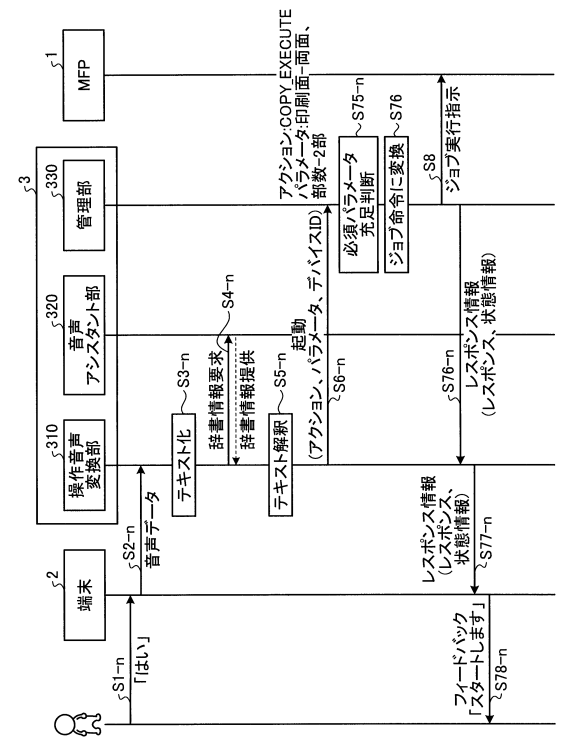 3
1
MFP
330
管理部
320
音声
アシスタント部
310
操作音声
変換部
2
端末
S1-n
「はい」
S2-n
音声データ
テキスト化
S3-n
辞書情報要求
S4-n
辞書情報提供
テキスト解釈
S5-n
起動
(アクション、パラメータ、デバイスID)
S6-n
アクション:COPY_EXECUTE
パラメータ:印刷面-両面、
部数-2部
必須パラメータ
充足判断
S75-n
ジョブ命令に変換
S76
S8
ジョブ実行指示
S76-n
レスポンス情報
(レスポンス、状態情報)
レスポンス情報
(レスポンス、
状態情報)
S77-n
フィードバック
「スタートします」
S78-n